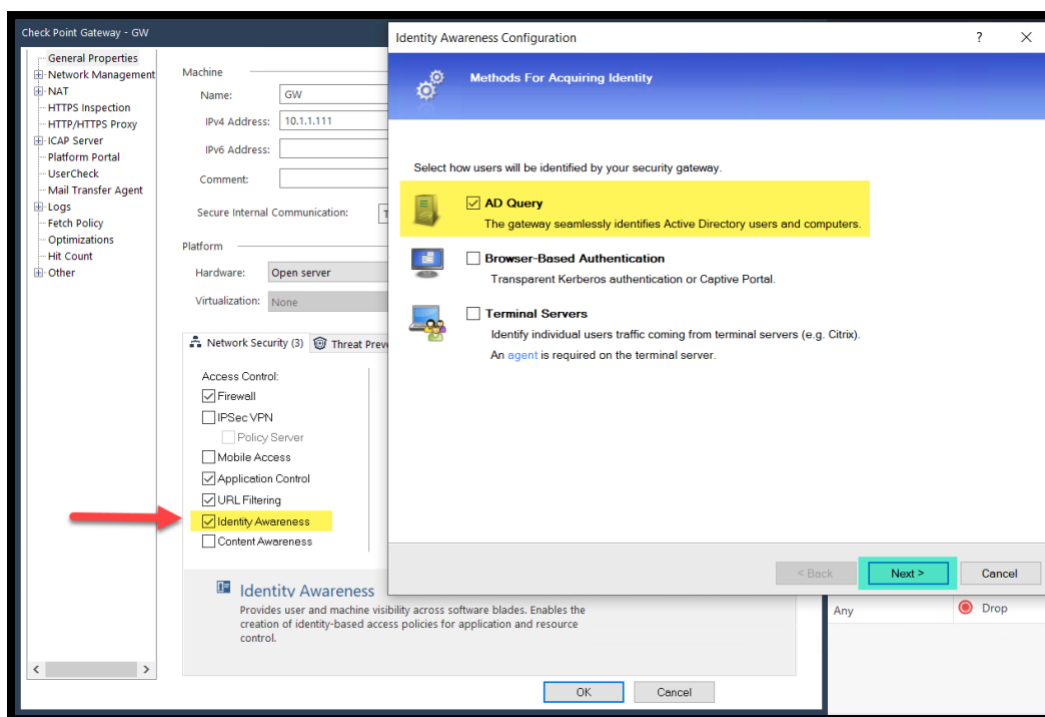 Check Point Gateway - GW
General Properties
Network Management
NAT
HTTPS Inspection
HTTP/HTTPS Proxy
ICAP Server
Platform Portal
UserCheck
Mail Transfer Agent
Logs
Fetch Policy
Optimizations
Hit Count
Other
Machine
Name: GW
IPv4 Address: 10.1.1.111
IPv6 Address:
Comment:
Secure Internal Communication:
Platform
Hardware: Open server
Virtualization: None
Network Security (3) Threat
Access Control:
Firewall
IPSec VPN
Policy Server
Mobile Access
Application Control
URL Filtering
Identity Awareness
Content Awareness
Identity Awareness
Provides user and machine visibility across software blades. Enables the
creation of identity-based access policies for application and resource
control.
OK Cancel
Identity Awareness Configuration ?
Methods For Acquiring Identity
Select how users will be identified by your security gateway.
AD Query
The gateway seamlessly identifies Active Directory users and computers.
Browser-Based Authentication
Transparent Kerberos authentication or Captive Portal.
Terminal Servers
Identify individual users traffic coming from terminal servers (e.g. Citrix).
An agent is required on the terminal server.
< Back Next > Cancel
Any Drop